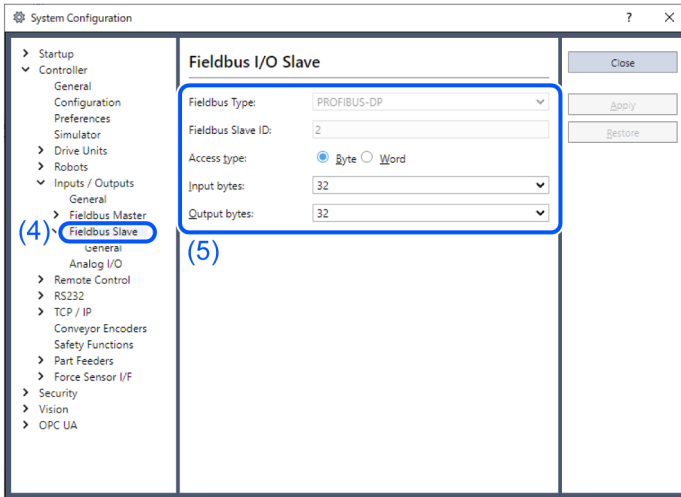 System Configuration
?
Startup
Controller
General
Configuration
Preferences
Simulator
Drive Units
Robots
Inputs / Outputs
General
Fieldbus Master
(4)
Fieldbus Slave
General
Analog I/O
Remote Control
RS232
TCP / IP
Conveyor Encoders
Safety Functions
Part Feeders
Force Sensor I/F
Security
Vision
OPC UA
Fieldbus I/O Slave
Fieldbus Type: PROFIBUS-DP
Fieldbus Slave ID: 2
Access type: Byte Word
Input bytes: 32
Output bytes: 32
(5)
Close
Apply
Restore